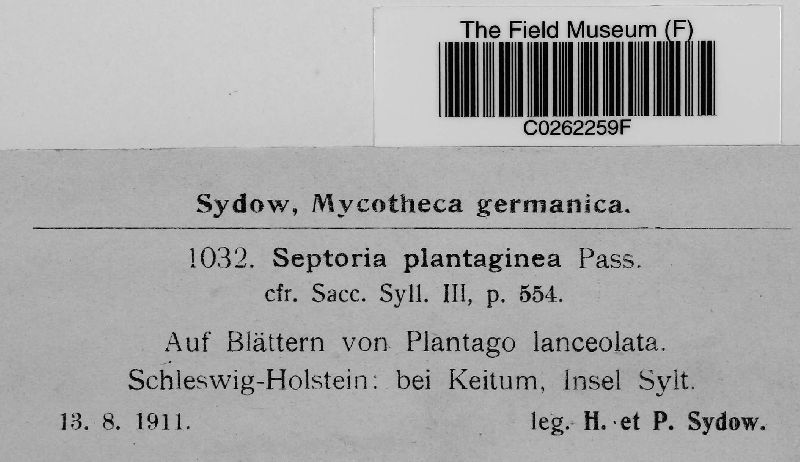 The Field Museum (F)
C0262259F
Sydow, Mycotheca germanica.
1032. Septoria plantaginea Pass.
cfr. Sacc. Syll. III, p. 554.
Auf Blättern von Plantago lanceolata.
Schleswig-Holstein: bei Keitum, Insel Sylt.
13. 8. 1911. leg. H. et P. Sydow.